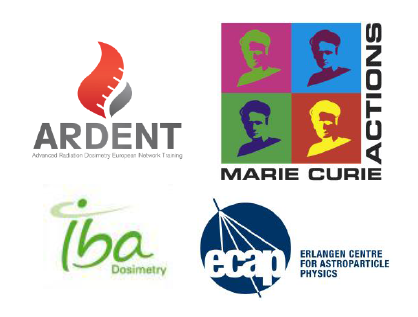 ARDENT
Advanced Radiation Dosimetry European Network Training
MARIE CURIE
ACTIONS
iba
Dosimetry
ecap
ERLANGEN CENTRE
FOR ASTROPARTICLE
PHYSICS